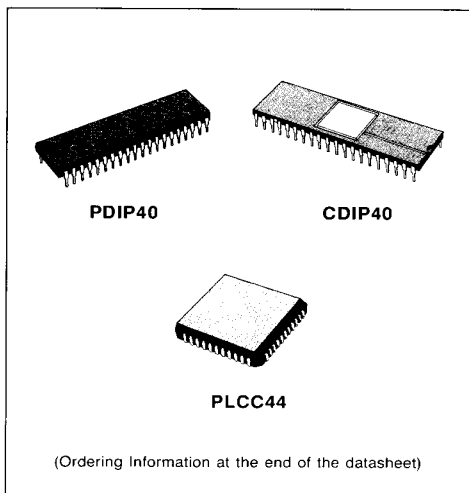 PDIP40
CDIP40
PLCC44
(Ordering Information at the end of the datasheet)